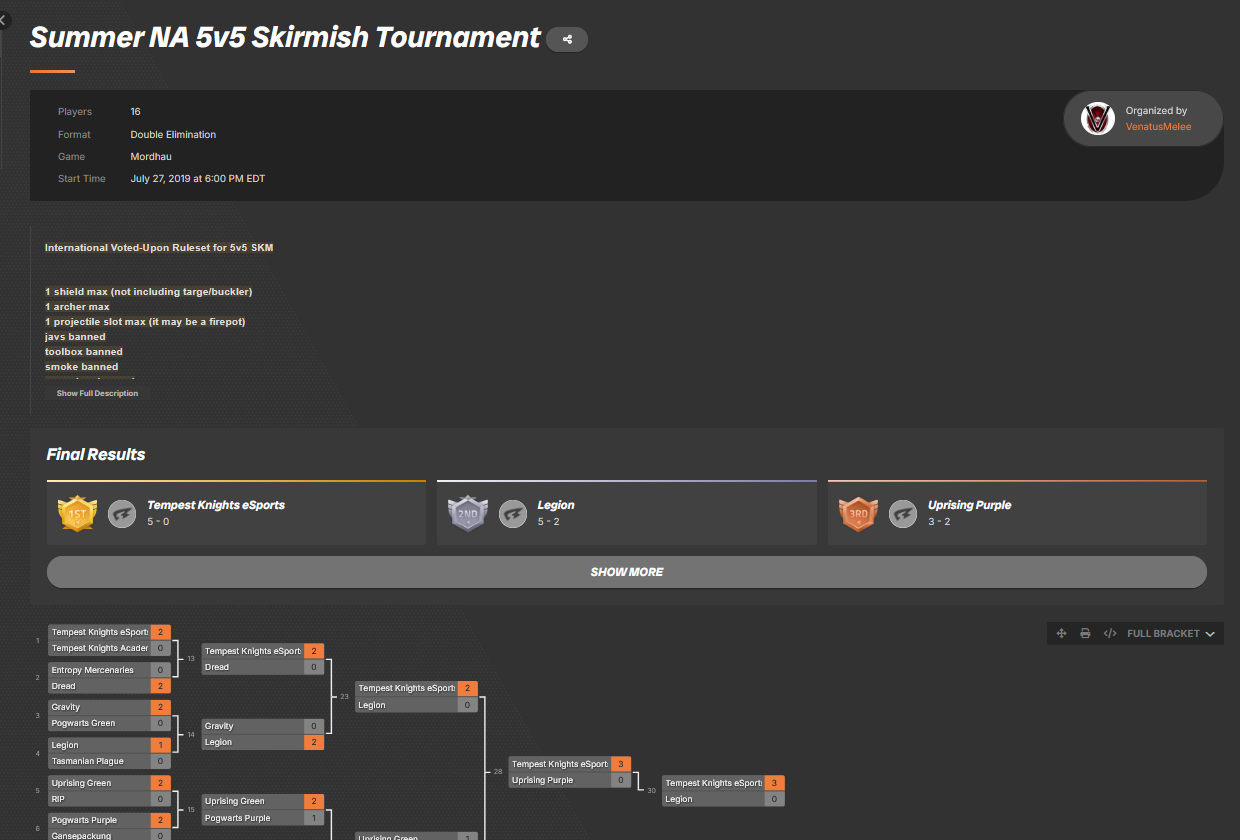 Summer NA 5v5 Skirmish Tournament
Players 16
Format Double Elimination
Game Mordhau
Start Time July 27, 2019 at 6:00 PM EDT
Organized by
VenatusMelee
International Voted-Upon Ruleset for 5v5 SKM
1 shield max (not including targe/buckler)
1 archer max
1 projectile slot max (it may be a firepot)
javs banned
toolbox banned
smoke banned
Show Full Description
Final Results
1ST
Tempest Knights eSports
5 - 0
2ND
Legion
5 - 2
3RD
Uprising Purple
3 - 2
SHOW MORE
FULL BRACKET
1
Tempest Knights eSports 2
Tempest Knights Acader 0
2
Entropy Mercenaries 0
Dread 2
3
Gravity 2
Pogwarts Green 0
4
Legion 1
Tasmanian Plague 0
5
Uprising Green 2
RIP 0
6
Pogwarts Purple 2
Gansepackung 0
13
Tempest Knights eSport 2
Dread 0
14
Gravity 0
Legion 2
15
Uprising Green 2
Pogwarts Purple 1
23
Tempest Knights eSport 2
Legion 0
Uprising Green 1
28
Tempest Knights eSport 3
Uprising Purple 0
30
Tempest Knights eSport 3
Legion 0